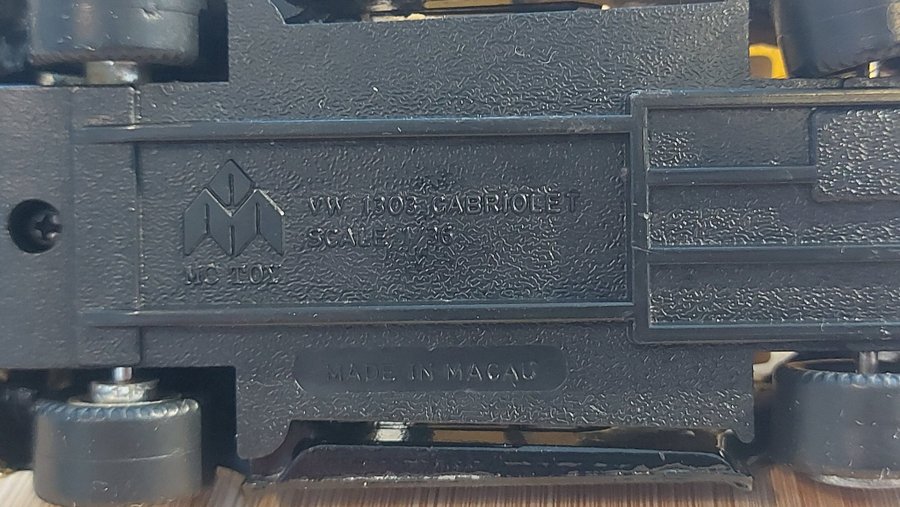 MC TOY
VW 1303 CABRIOLET
SCALE 1/36
MADE IN MACAU